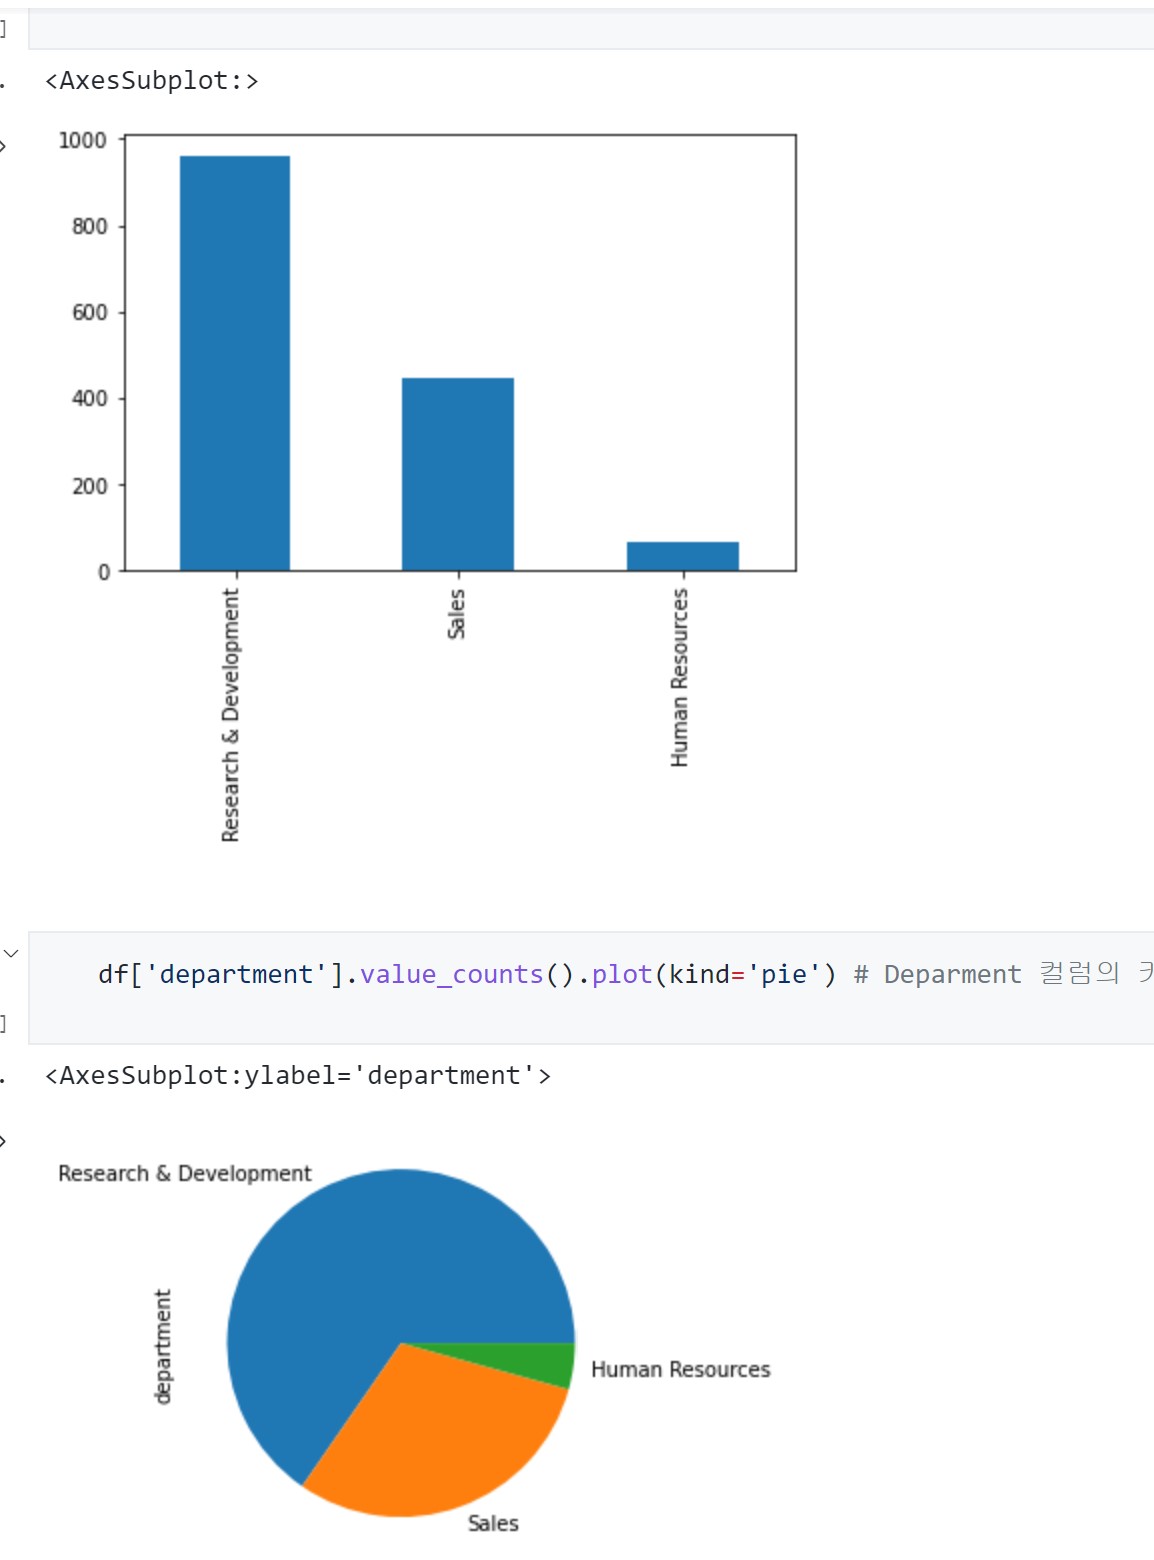 <AxesSubplot:>
1000
800
600
400
200
0
Research & Development
Sales
Human Resources
df['department'].value_counts().plot(kind='pie') # Deparment 컬럼의
<AxesSubplot:ylabel='department'>
Research & Development
department
Human Resources
Sales